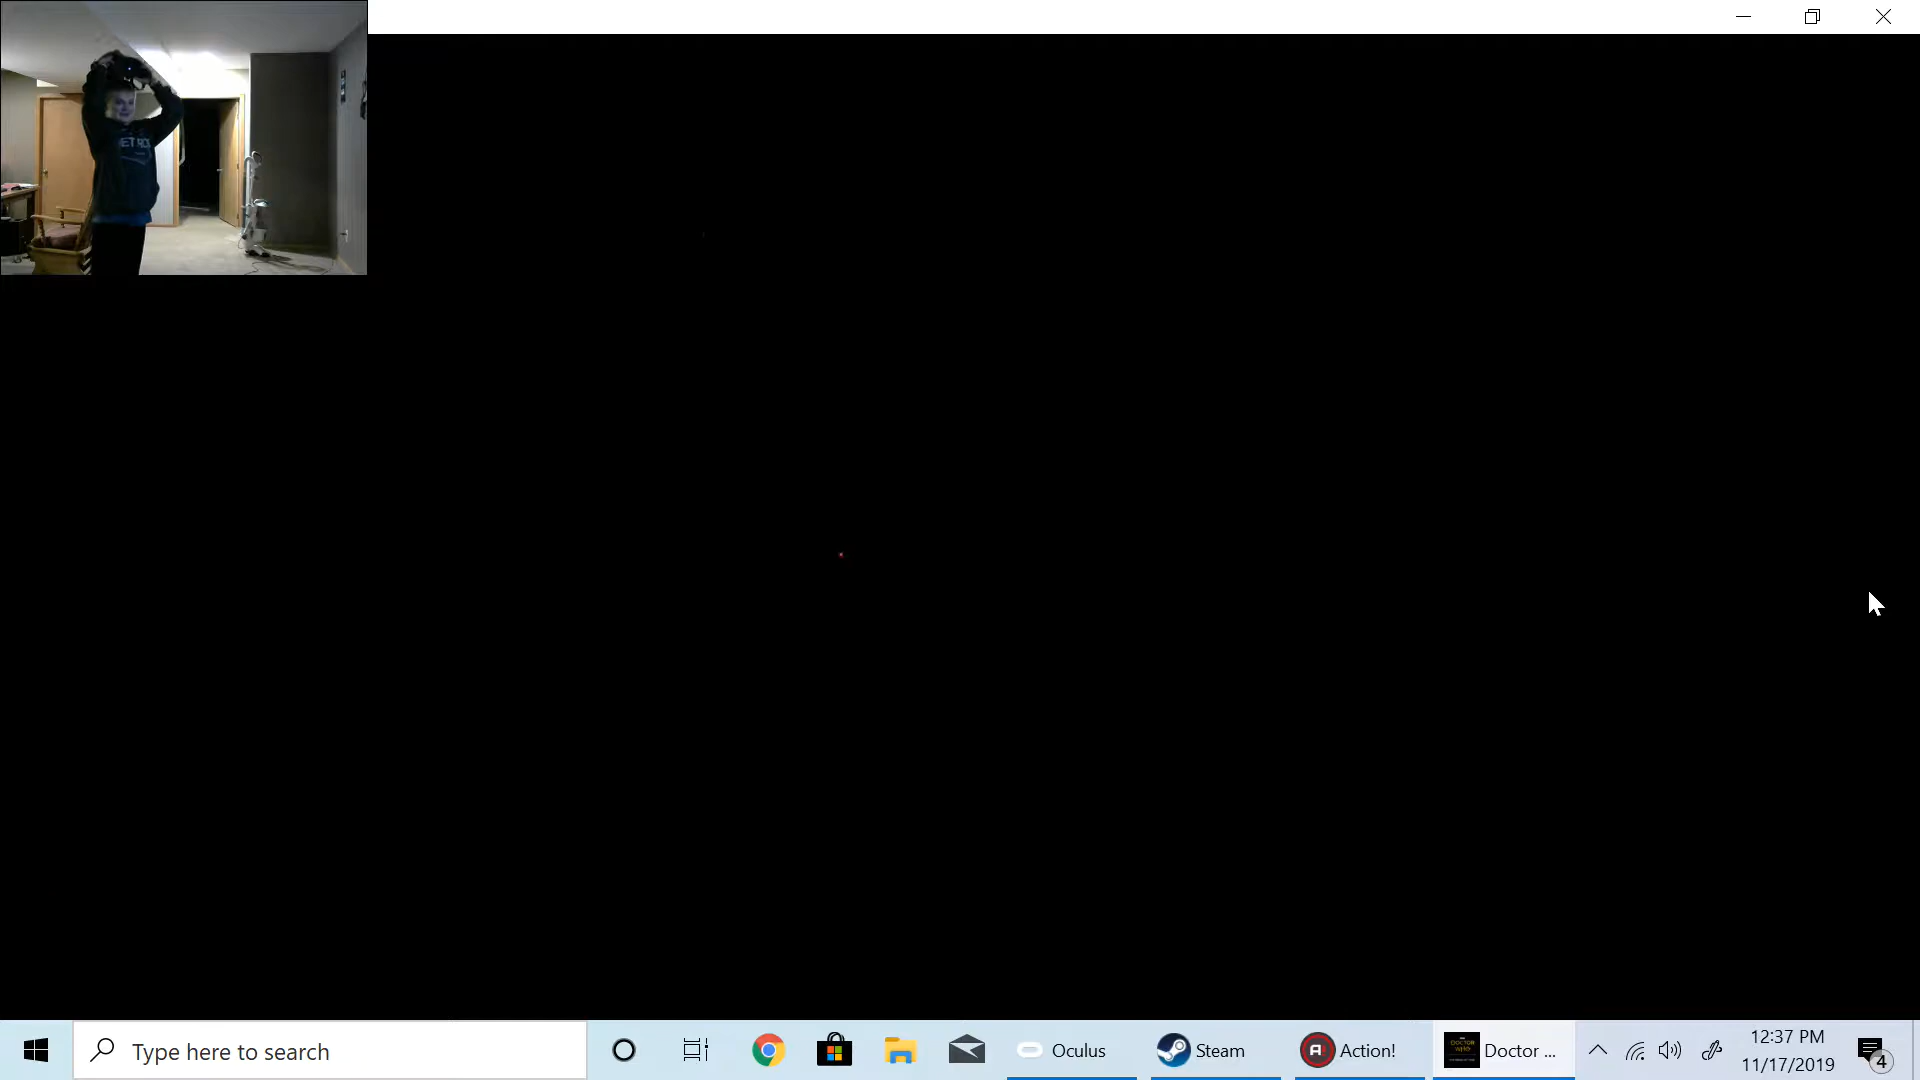 Type here to search
Oculus
Steam
Action!
Doctor ...
12:37 PM
11/17/2019
4